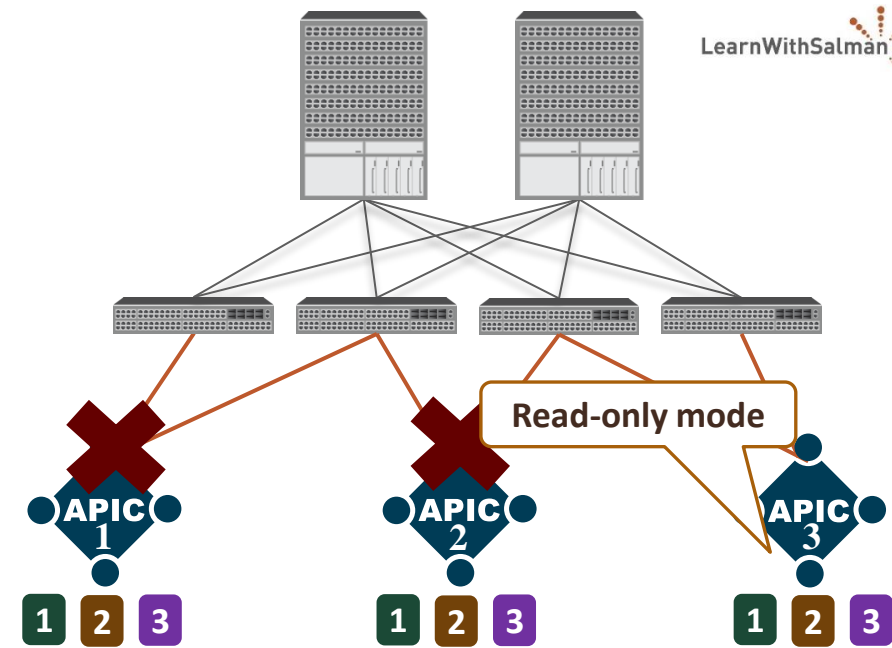 LearnWithSalman
Read-only mode
APIC
1
APIC
2
APIC
3
1 2 3
1 2 3
1 2 3